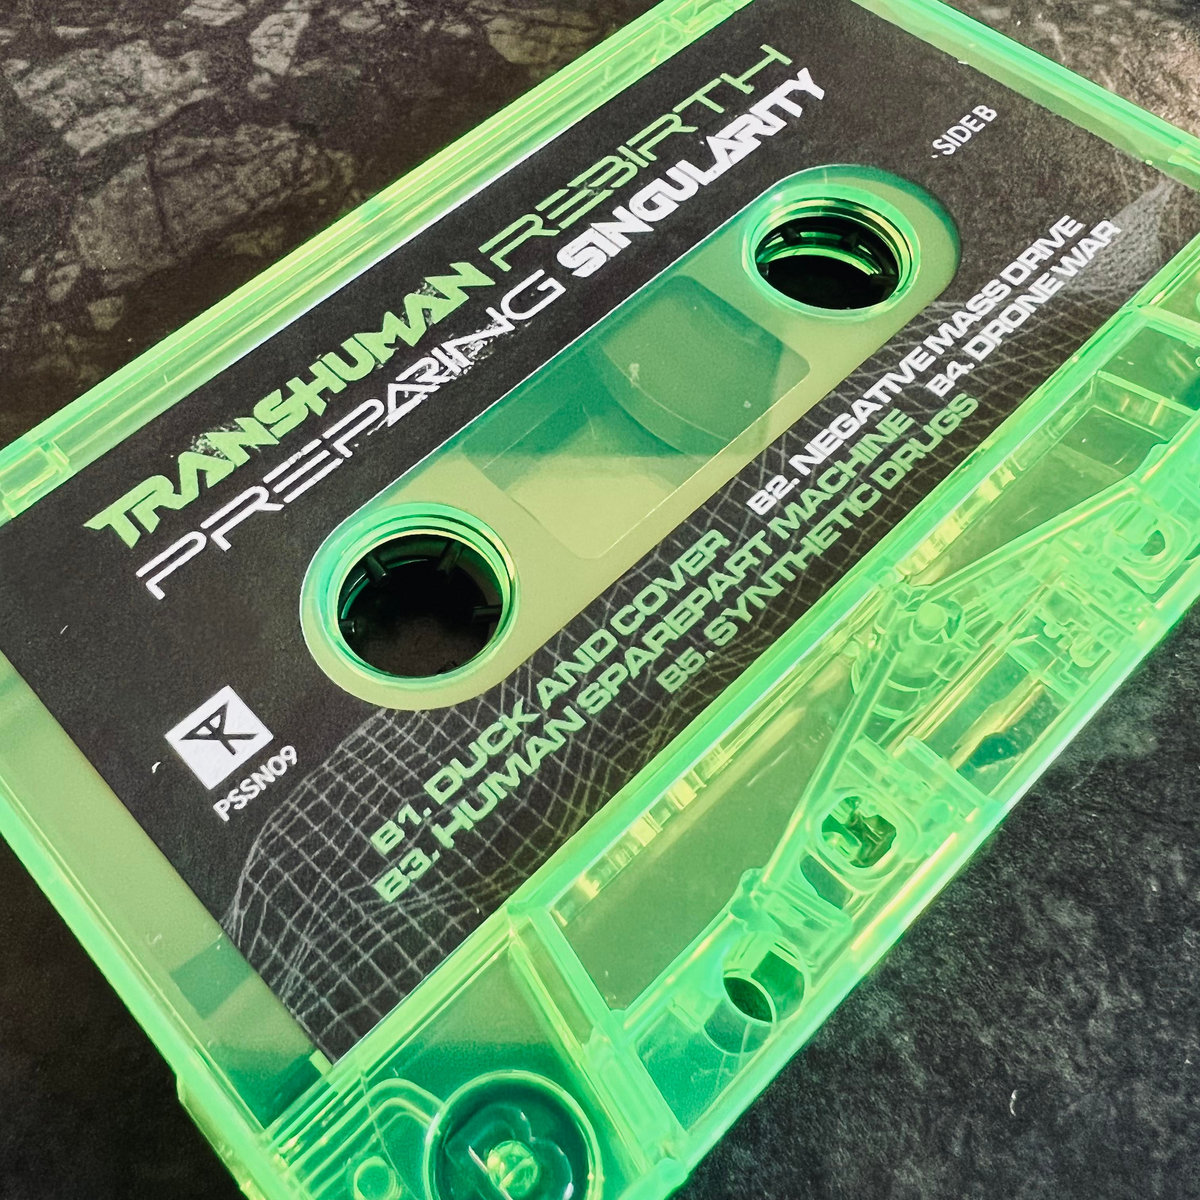 TRANSHUMAN REBIRTH
PREPARING SINGULARITY
SIDE B
B1. DUCK AND COVER B2. NEGATIVE MASS DRIVE
B3. HUMAN SPAREPART MACHINE B4. DRONE WAR
B5. SYNTHETIC DRUGS
PSSN09